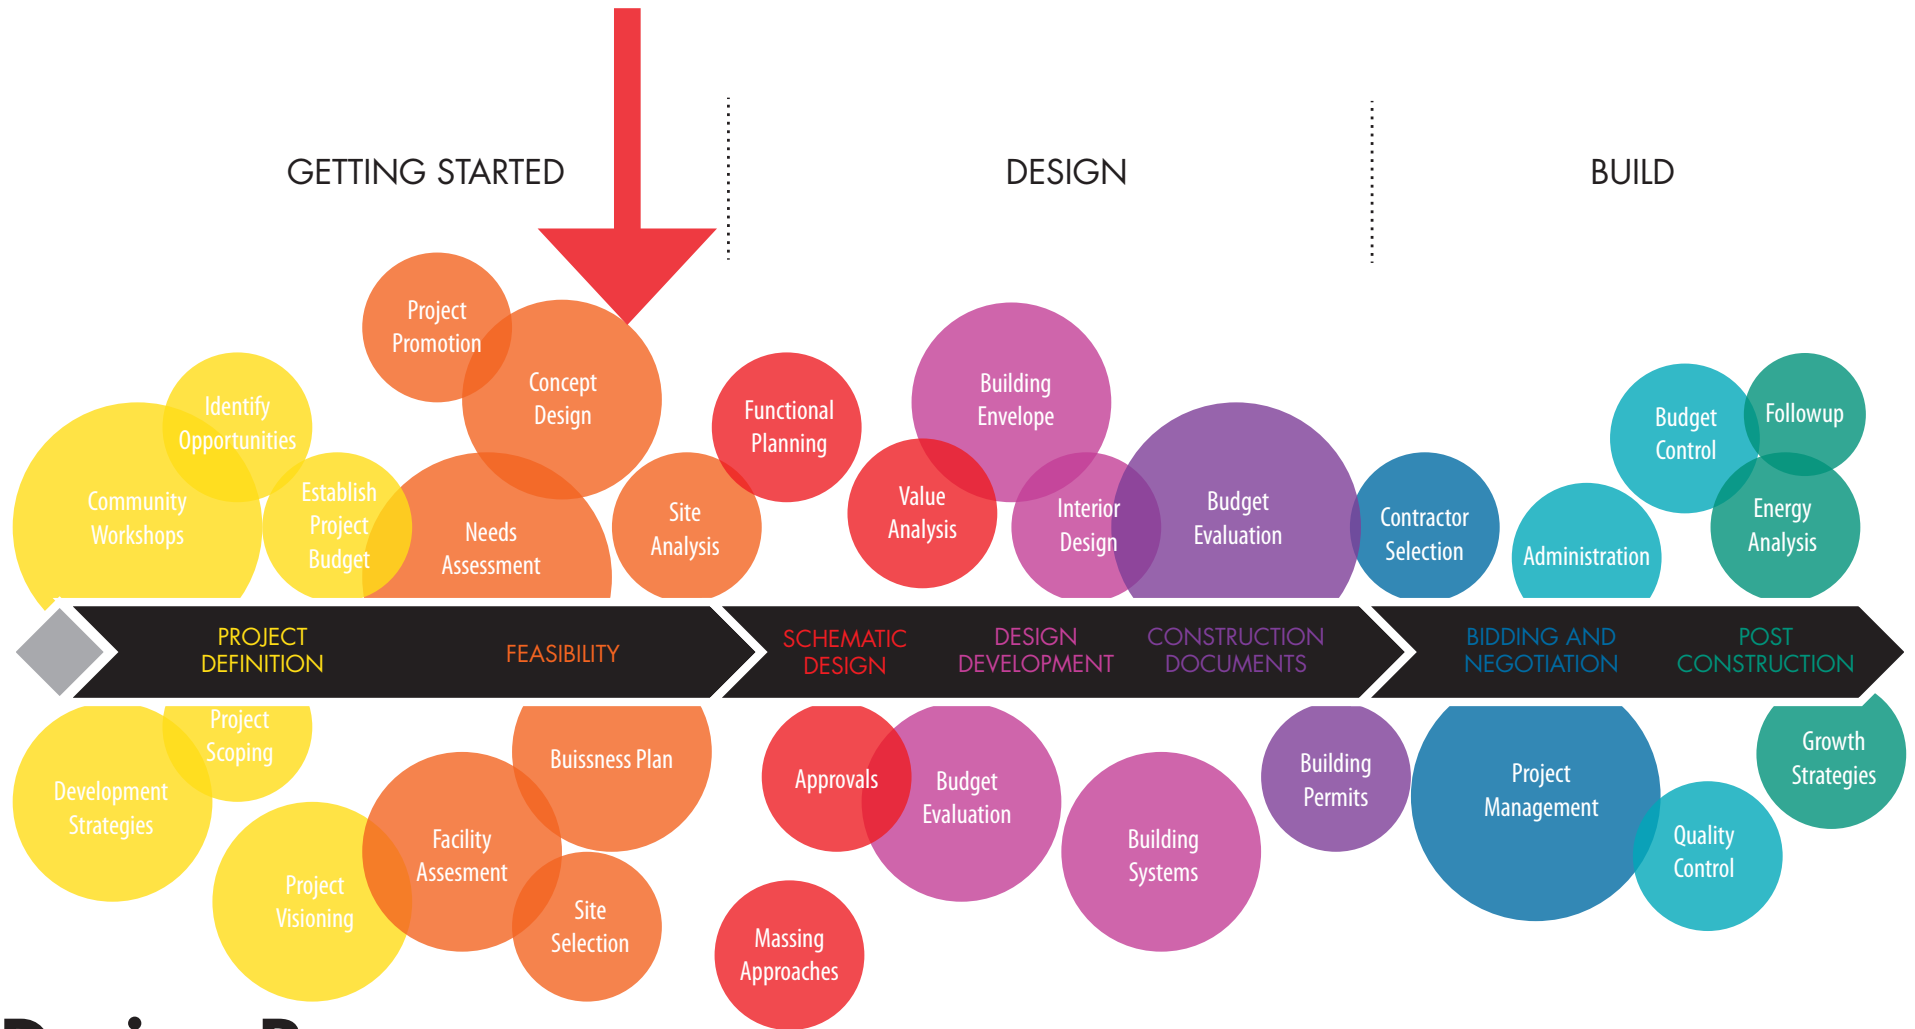 GETTING STARTED
DESIGN
BUILD
Project
Promotion
Concept
Design
Identify
Opportunities
Community
Workshops
Establish
Project
Budget
Needs
Assessment
Site
Analysis
Functional
Planning
Value
Analysis
Building
Envelope
Interior
Design
Budget
Evaluation
Contractor
Selection
Administration
Budget
Control
Followup
Energy
Analysis
PROJECT
DEFINITION
FEASIBILITY
SCHEMATIC
DESIGN
DESIGN
DEVELOPMENT
CONSTRUCTION
DOCUMENTS
BIDDING AND
NEGOTIATION
POST
CONSTRUCTION
Project
Scoping
Development
Strategies
Project
Visioning
Facility
Assesment
Buissness Plan
Site
Selection
Approvals
Massing
Approaches
Budget
Evaluation
Building
Systems
Building
Permits
Project
Management
Quality
Control
Growth
Strategies